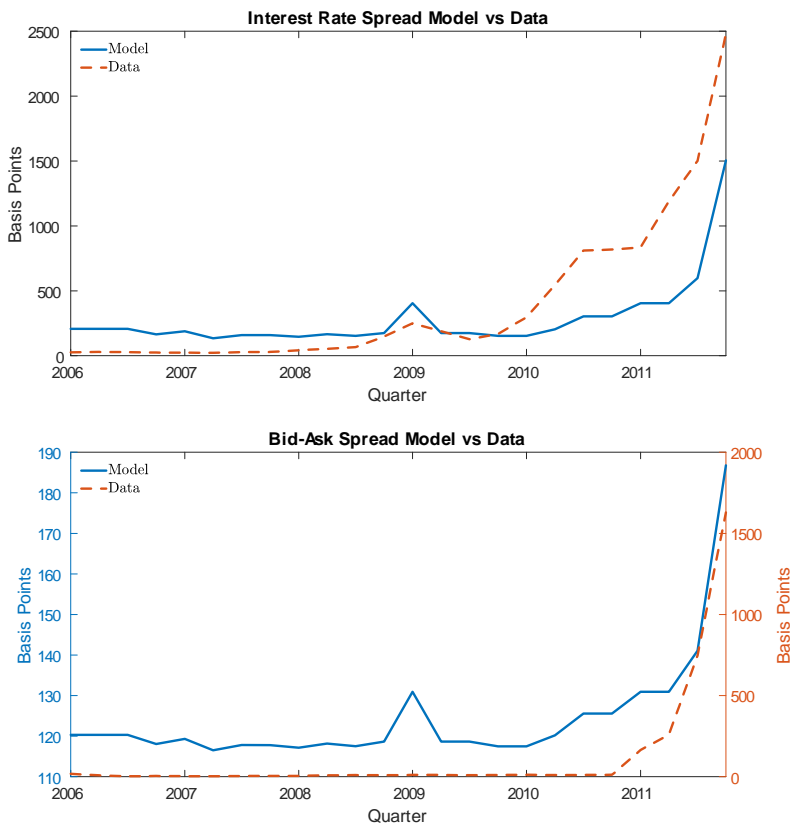 Interest Rate Spread Model vs Data
2500
2000
1500
1000
500
0
Basis Points
Model
Data
2006
2007
2008
2009
2010
2011
Quarter
Bid-Ask Spread Model vs Data
190
180
170
160
150
140
130
120
110
Basis Points
Model
Data
2000
1500
1000
500
0
Basis Points
2006
2007
2008
2009
2010
2011
Quarter